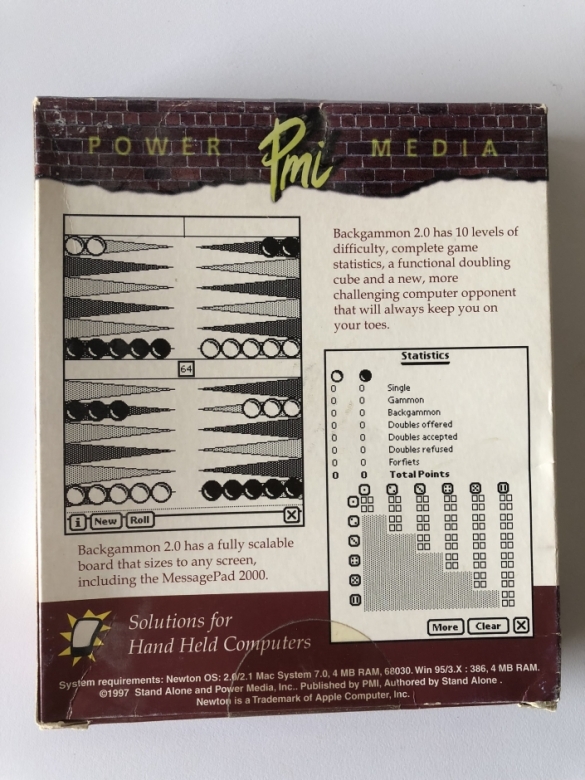 POWER Pmi MEDIA
Backgammon 2.0 has 10 levels of
difficulty, complete game
statistics, a functional doubling
cube and a new, more
challenging computer opponent
that will always keep you on
your toes.
64
i New Roll
Backgammon 2.0 has a fully scalable
board that sizes to any screen,
including the MessagePad 2000.
Statistics
0 0 Single
0 0 Gammon
0 0 Backgammon
0 0 Doubles offered
0 0 Doubles accepted
0 0 Doubles refused
0 0 Forfiets
0 0 Total Points
More Clear
Solutions for
Hand Held Computers
System requirements: Newton OS: 2.0/2.1 Mac System 7.0, 4 MB RAM, 68030. Win 95/3.X : 386, 4 MB RAM.
©1997 Stand Alone and Power Media, Inc.. Published by PMI, Authored by Stand Alone .
Newton is a Trademark of Apple Computer, Inc.